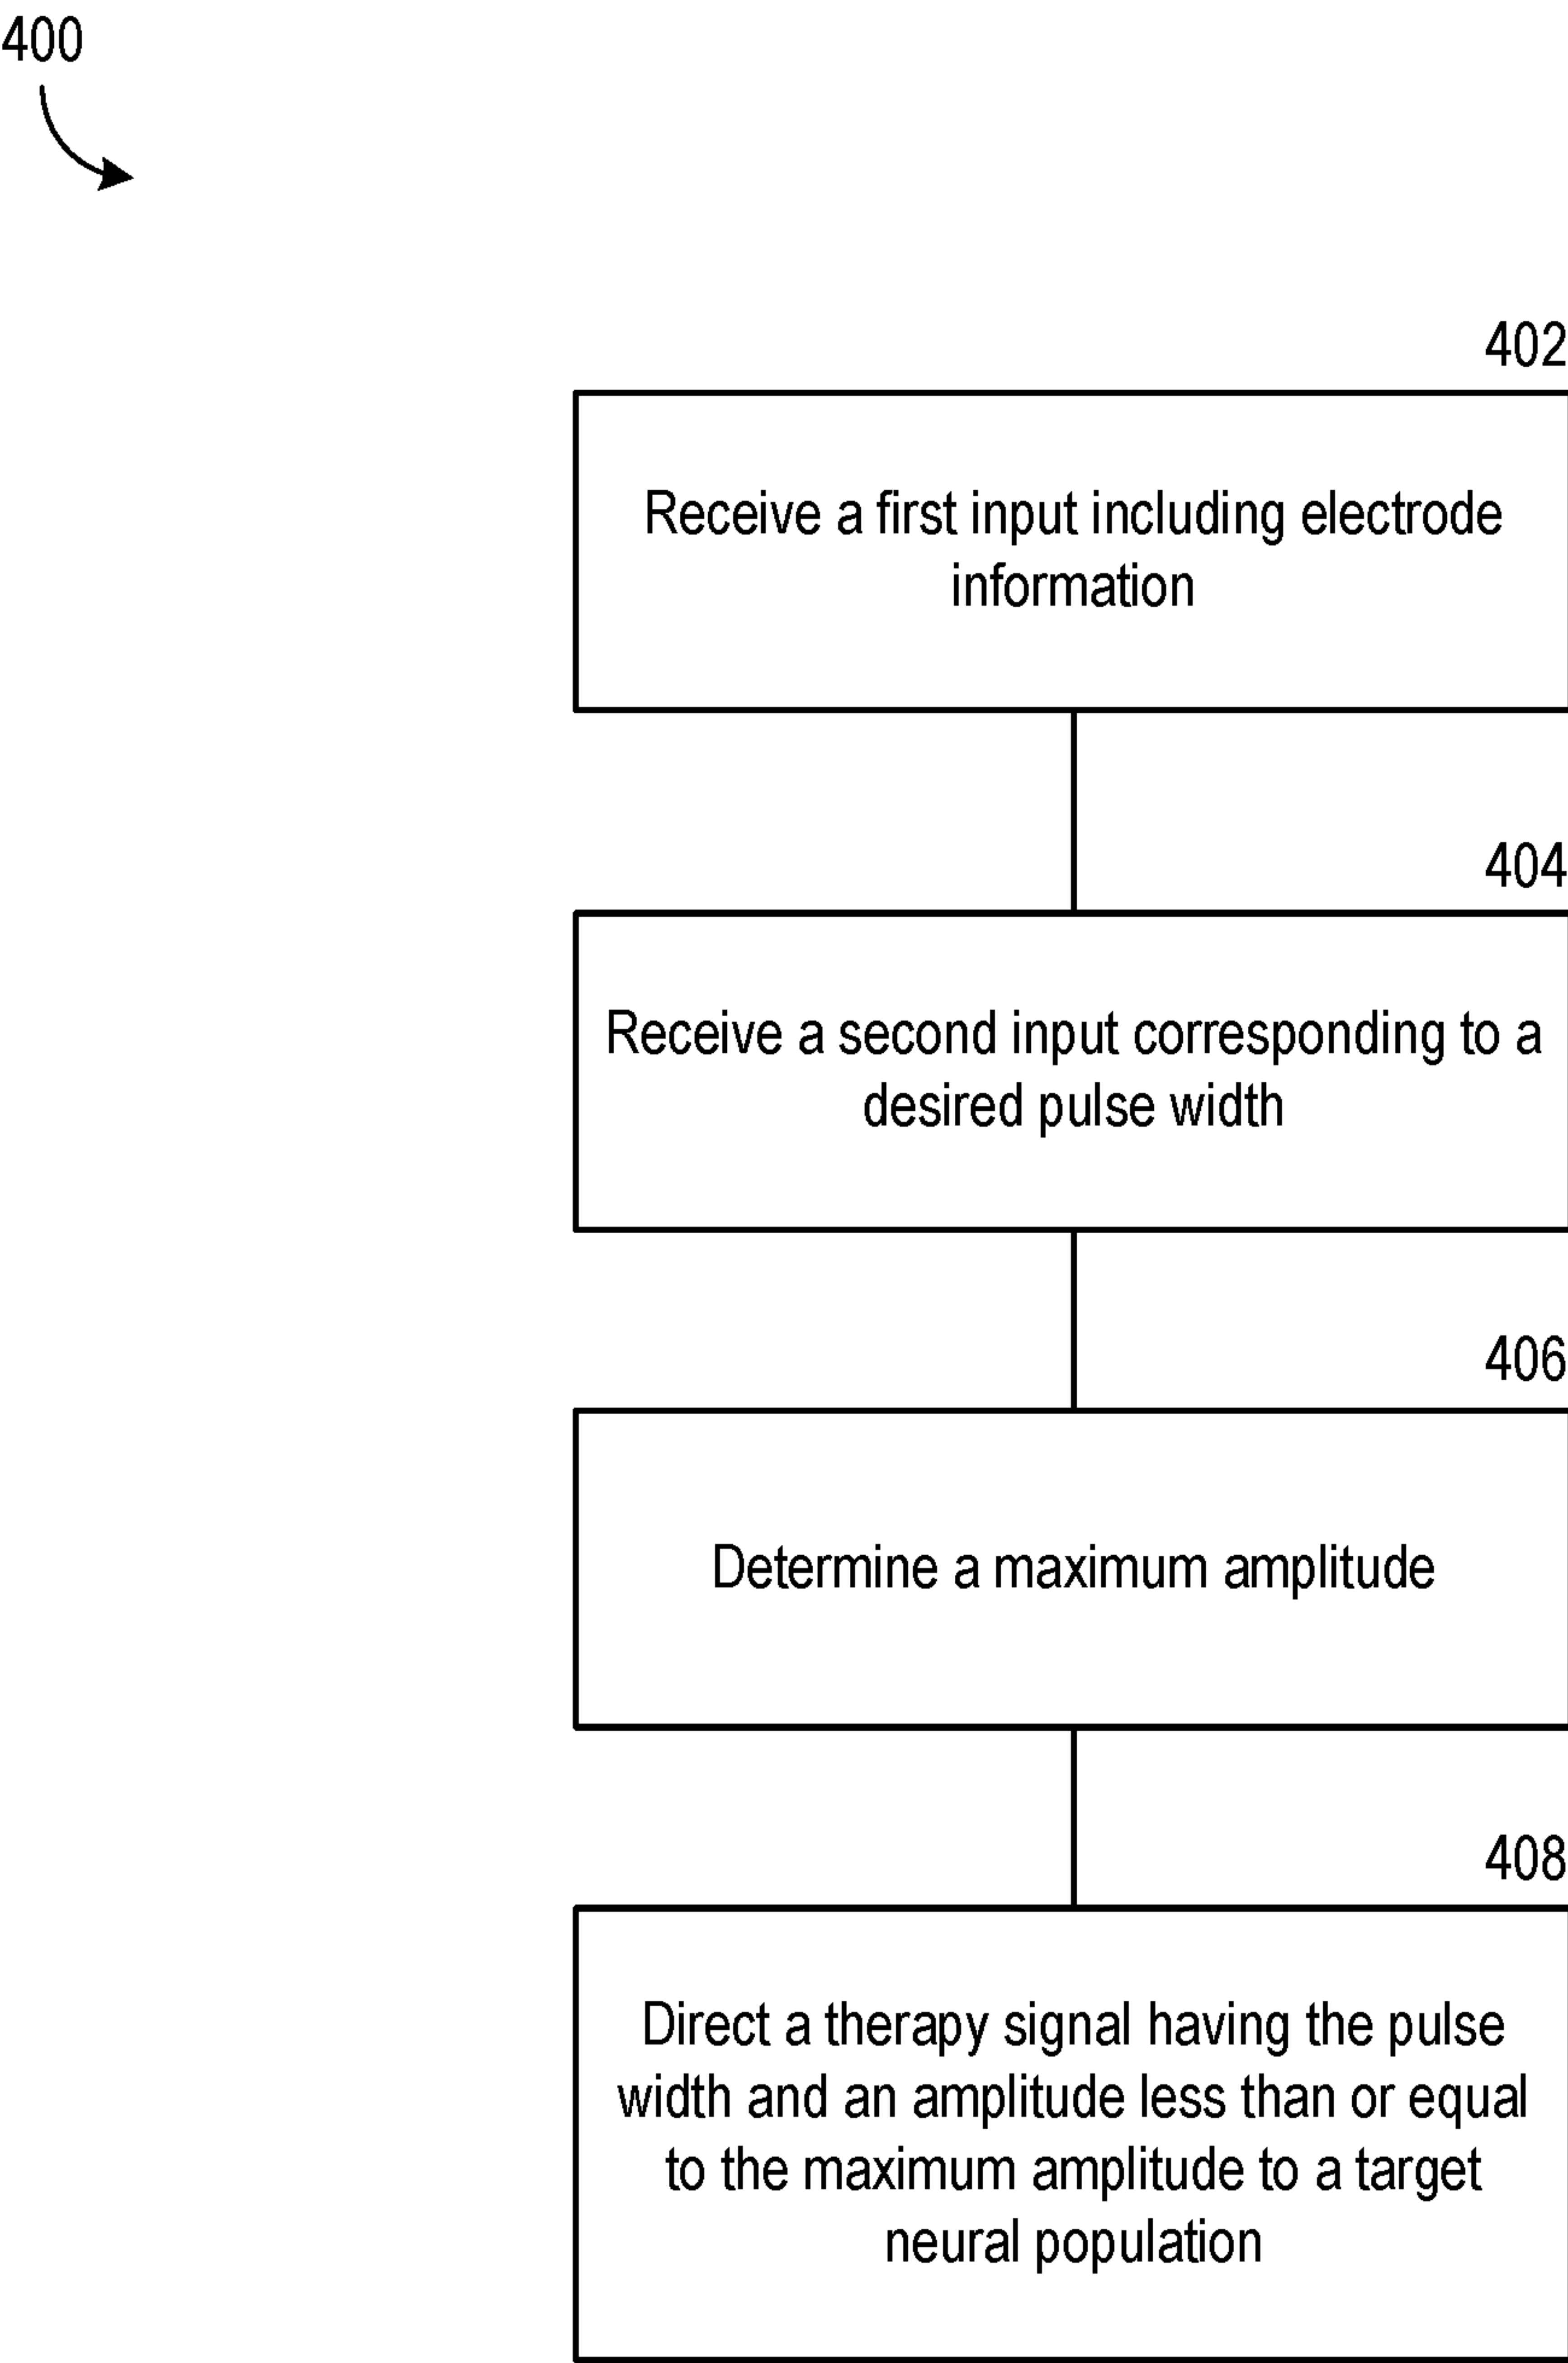 400
402
Receive a first input including electrode
information
404
Receive a second input corresponding to a
desired pulse width
406
Determine a maximum amplitude
408
Direct a therapy signal having the pulse
width and an amplitude less than or equal
to the maximum amplitude to a target
neural population